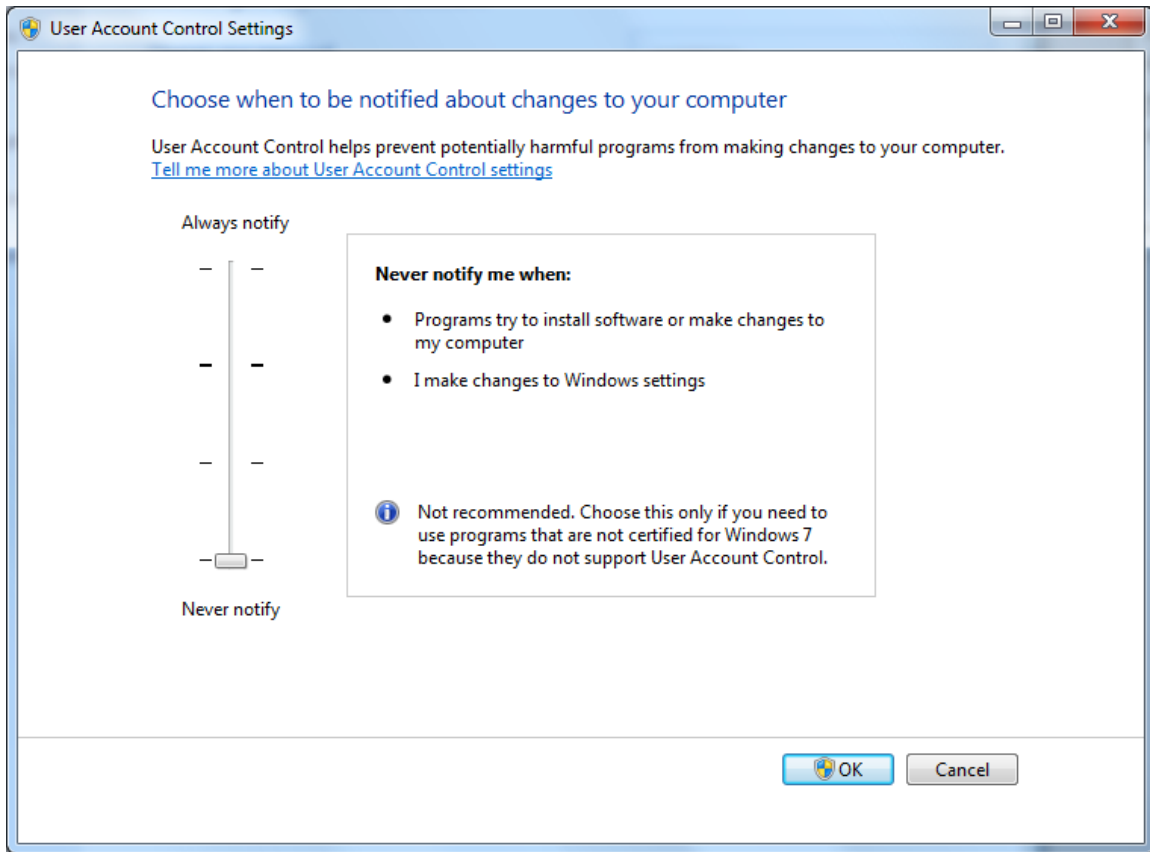 User Account Control Settings
Choose when to be notified about changes to your computer
User Account Control helps prevent potentially harmful programs from making changes to your computer.
Tell me more about User Account Control settings
Always notify
Never notify me when:
Programs try to install software or make changes to
my computer
I make changes to Windows settings
Not recommended. Choose this only if you need to
use programs that are not certified for Windows 7
because they do not support User Account Control.
Never notify
OK
Cancel